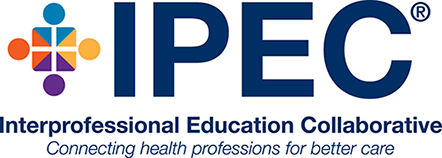 IPEC®
Interprofessional Education Collaborative
Connecting health professions for better care